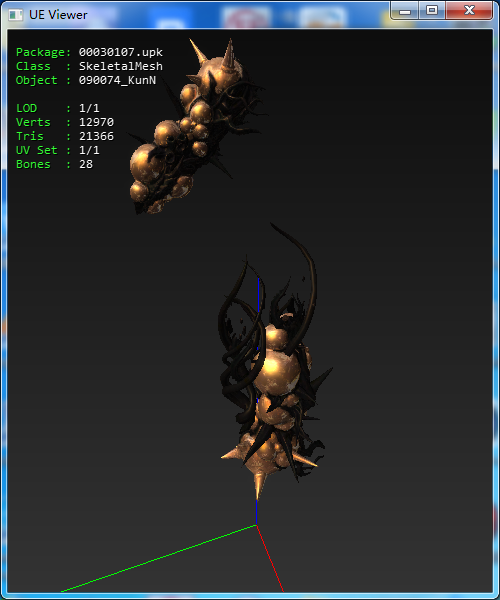 UE Viewer
Package: 00030107.upk
Class : SkeletalMesh
Object : 090074_KunN
LOD : 1/1
Verts : 12970
Tris : 21366
UV Set : 1/1
Bones : 28